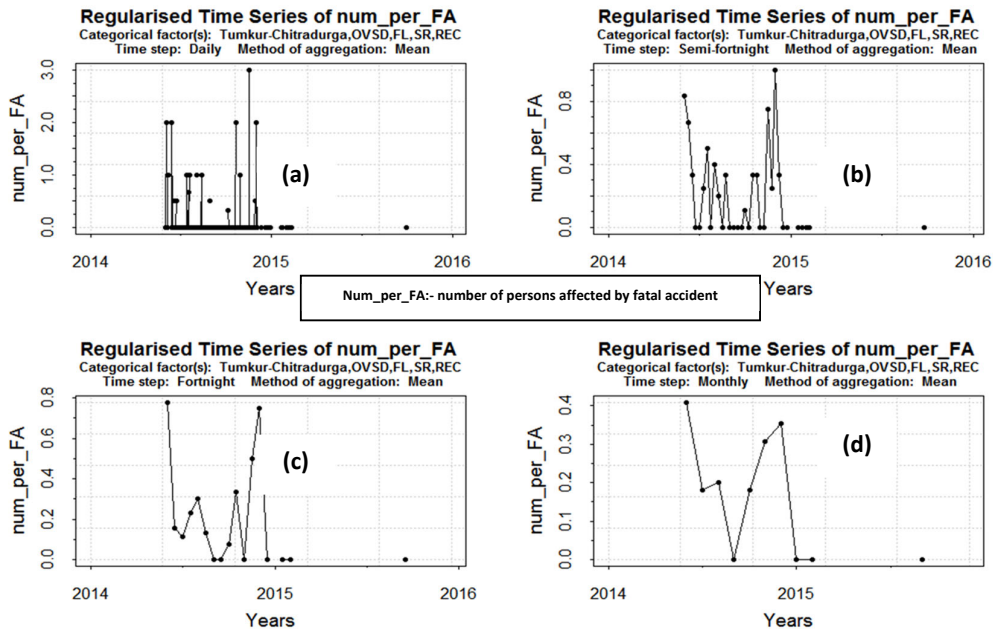 Regularised Time Series of num_per_FA
Categorical factor(s): Tumkur-Chitradurga,OVSD,FL,SR,REC
Time step: Daily Method of aggregation: Mean
num_per_FA
0.0 1.0 2.0 3.0
(a)
2014 2015 2016
Years
Regularised Time Series of num_per_FA
Categorical factor(s): Tumkur-Chitradurga,OVSD,FL,SR,REC
Time step: Semi-fortnight Method of aggregation: Mean
num_per_FA
0.0 0.4 0.8
(b)
2014 2015 2016
Years
Num_per_FA:- number of persons affected by fatal accident
Regularised Time Series of num_per_FA
Categorical factor(s): Tumkur-Chitradurga,OVSD,FL,SR,REC
Time step: Fortnight Method of aggregation: Mean
num_per_FA
0.0 0.2 0.4 0.6 0.8
(c)
2014 2015 2016
Years
Regularised Time Series of num_per_FA
Categorical factor(s): Tumkur-Chitradurga,OVSD,FL,SR,REC
Time step: Monthly Method of aggregation: Mean
num_per_FA
0.0 0.1 0.2 0.3 0.4
(d)
2014 2015 2016
Years